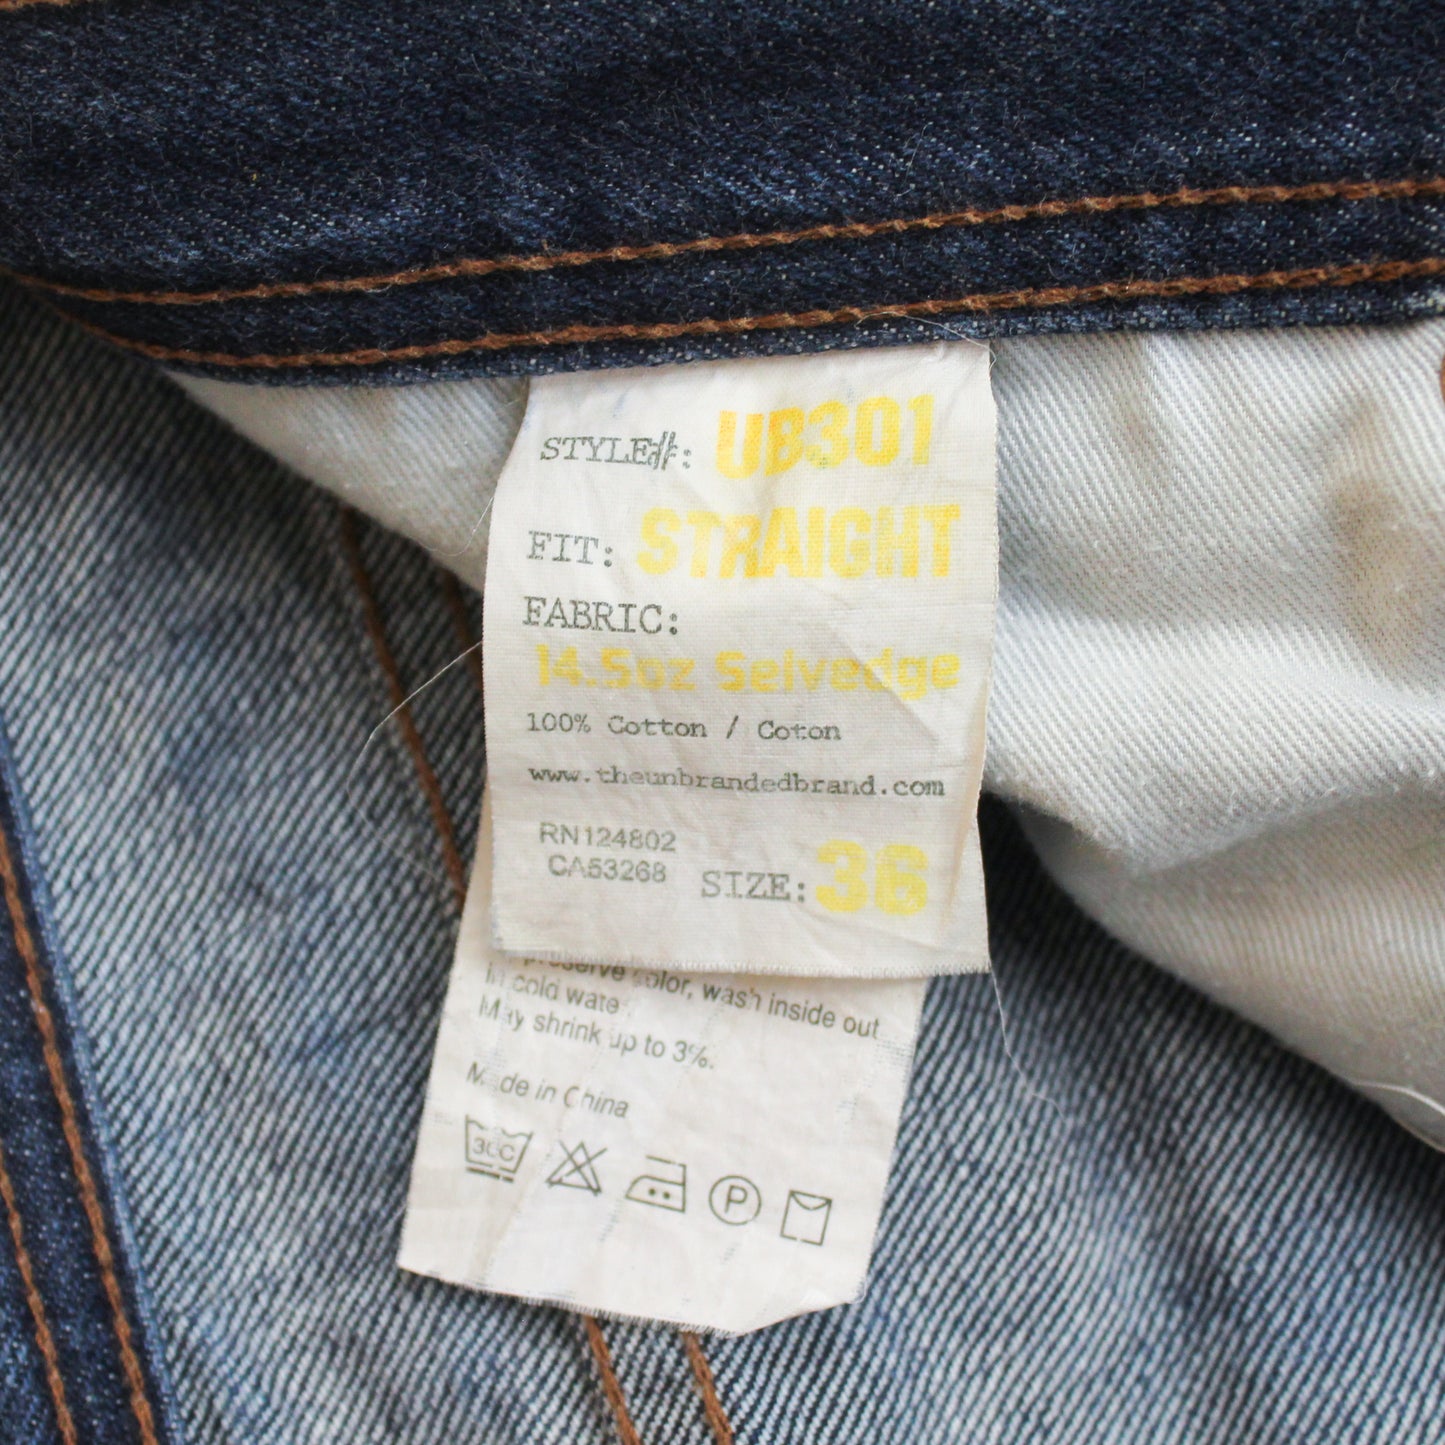 STYLE#: UB301
FIT: STRAIGHT
FABRIC:
14.5oz Selvedge
100% Cotton / Coton
www.theunbrandedbrand.com
RN124802
CA53268
SIZE: 36
preserve color, wash inside out
in cold water.
May shrink up to 3%.
Made in China
30C
P